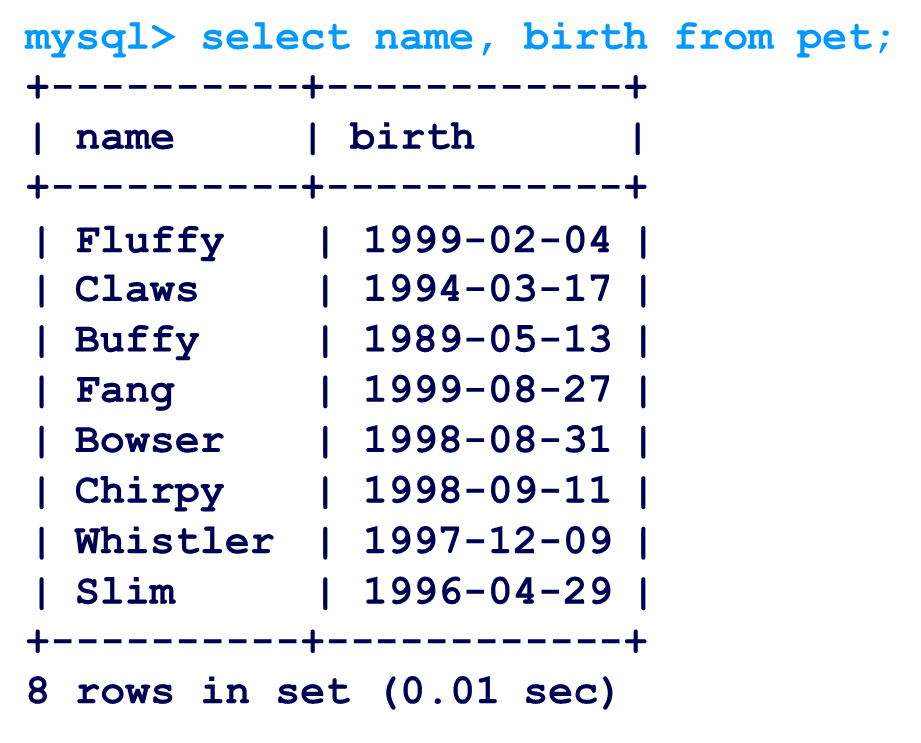 mysql> select name, birth from pet;
+----------+------------+
| name     | birth      |
+----------+------------+
| Fluffy   | 1999-02-04 |
| Claws    | 1994-03-17 |
| Buffy    | 1989-05-13 |
| Fang     | 1999-08-27 |
| Bowser   | 1998-08-31 |
| Chirpy   | 1998-09-11 |
| Whistler | 1997-12-09 |
| Slim     | 1996-04-29 |
+----------+------------+
8 rows in set (0.01 sec)